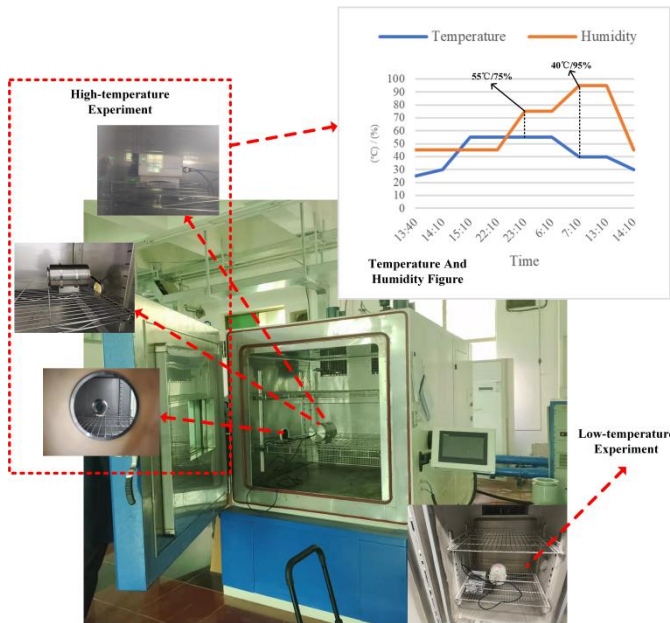 High-temperature
Experiment
Temperature
Humidity
55℃/75%
40℃/95%
100
90
80
70
60
50
40
30
20
10
0
(℃) / (%)
13:40
14:10
15:10
22:10
23:10
6:10
7:10
13:10
14:10
Time
Temperature And
Humidity Figure
Low-temperature
Experiment